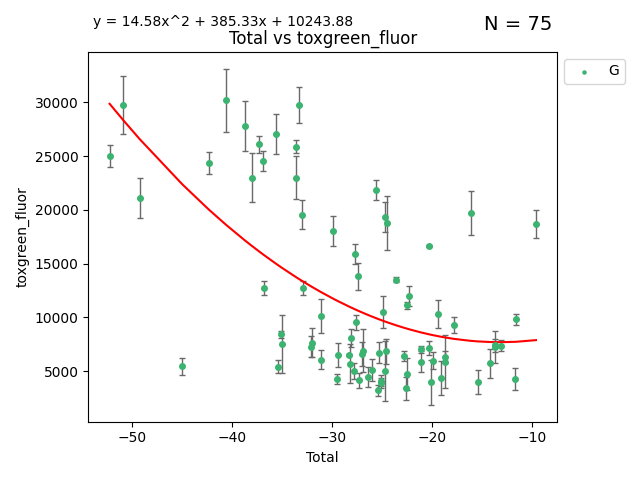 y = 14.58x^2 + 385.33x + 10243.88
N = 75
Total vs toxgreen_fluor
G
30000
25000
20000
15000
10000
5000
toxgreen_fluor
−50 −40 −30 −20 −10
Total